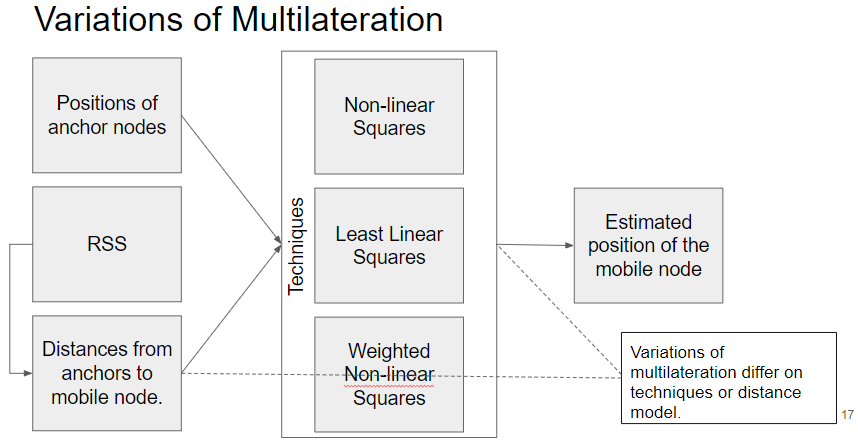 Variations of Multilateration
Positions of
anchor nodes
RSS
Distances from
anchors to
mobile node.
Techniques
Non-linear
Squares
Least Linear
Squares
Weighted
Non-linear
Squares
Estimated
position of the
mobile node
Variations of
multilateration differ on
techniques or distance
model.
17